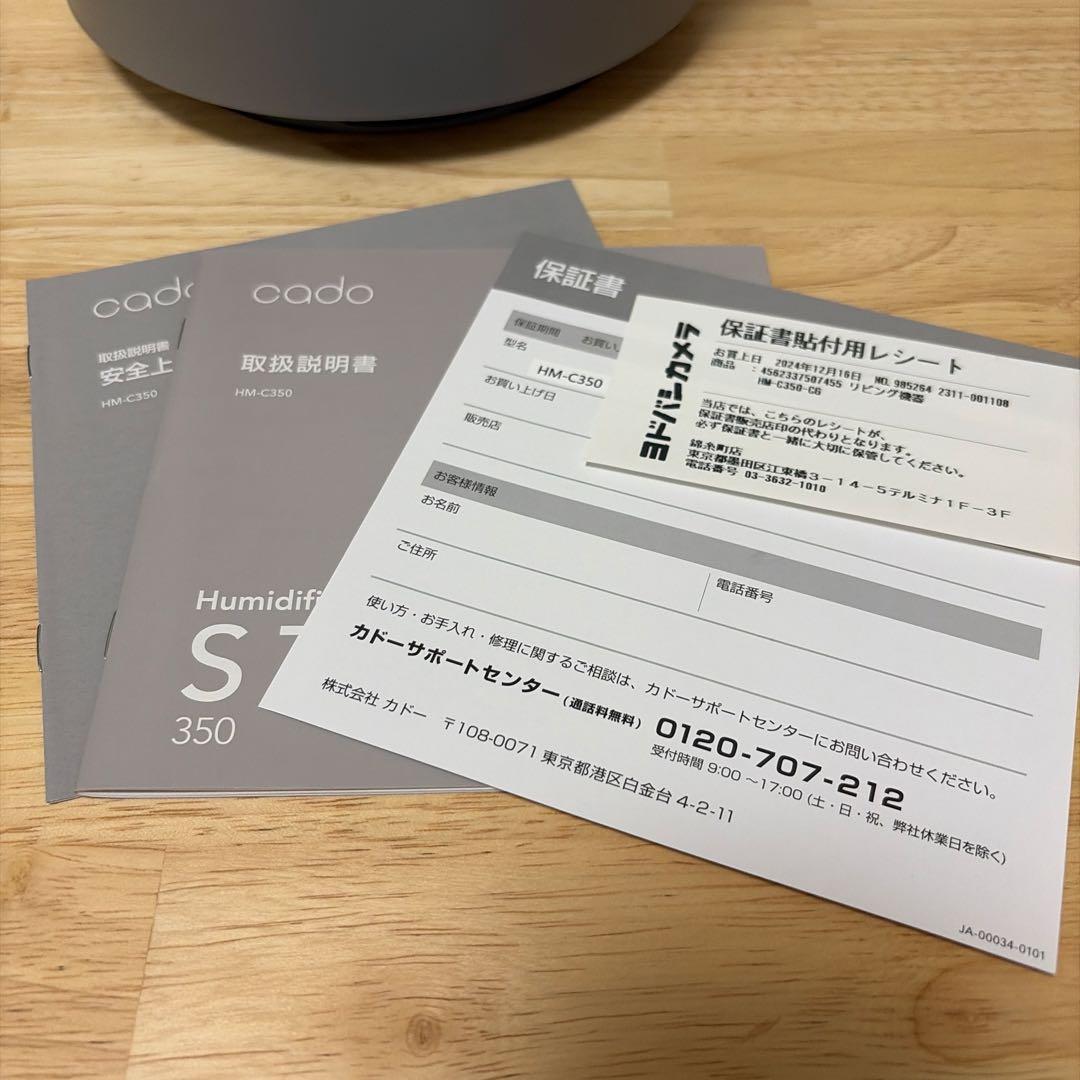 cado
取扱説明書
安全上
HM-C350
cado
取扱説明書
HM-C350
Humidifi
S T
350
保証書
保証期間 お買い
型名
HM-C350
お買い上げ日
販売店
お客様情報
お名前
ご住所
電話番号
使い方・お手入れ・修理に関するご相談は、カドーサポートセンターにお問い合わせください。
カドーサポートセンター(通話料無料) 0120-707-212
受付時間 9:00 ~17:00 (土・日・祝、弊社休業日を除く)
株式会社 カドー 〒108-0071 東京都港区白金台 4-2-11
JA-00034-0101
ヨドバシカメラ
保証書貼付用レシート
お買上日 2024年12月16日 NO.985264 2311-001108
商品 :4562337507455 リビング機器
HM-C350-CG
当店では、こちらのレシートが、
保証書販売店印の代わりとなります。
必ず保証書と一緒に大切に保管してください。
錦糸町店
東京都墨田区江東橋3-14-5テルミナ1F-3F
電話番号 03-3632-1010